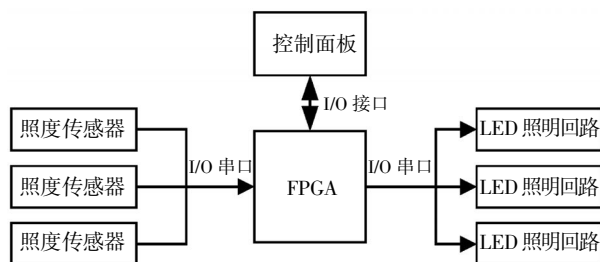 控制面板
I/O 接口
照度传感器
照度传感器
照度传感器
I/O 串口
FPGA
I/O 串口
LED 照明回路
LED 照明回路
LED 照明回路